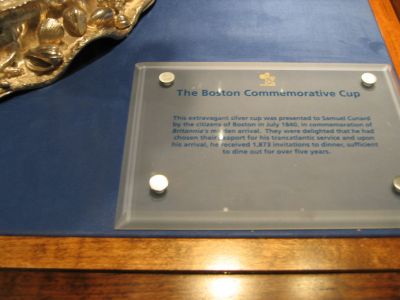 The Boston Commemorative Cup
This extravagant silver cup was presented to Samuel Cunard
by the citizens of Boston in July 1840, in commemoration of
Britannia's maiden arrival. They were delighted that he had
chosen their seaport for his transatlantic service and upon
his arrival, he received 1,873 invitations to dinner, sufficient
to dine out for over five years.